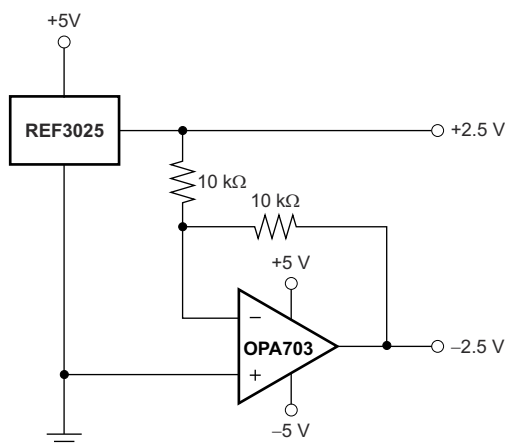 +5V
REF3025
+2.5 V
10 kΩ
10 kΩ
+5 V
−
OPA703
+
−2.5 V
−5 V